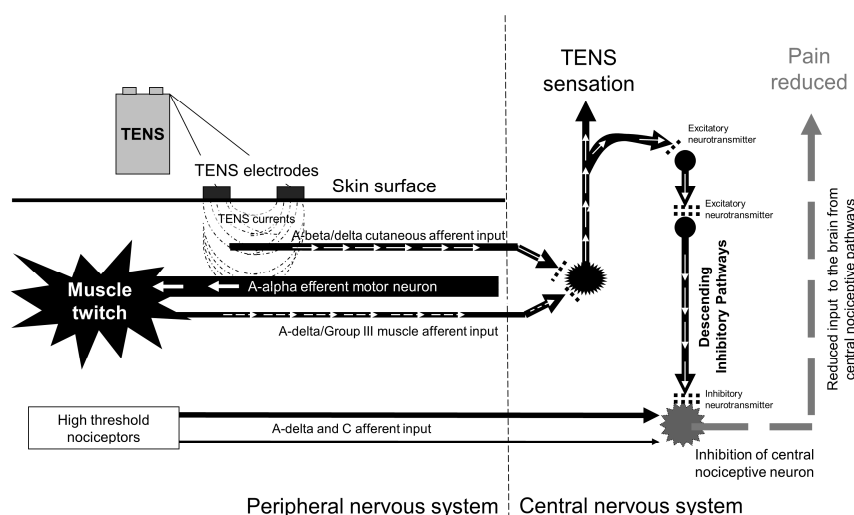 TENS
sensation
Pain
reduced
TENS
TENS electrodes
Skin surface
TENS currents
A-beta/delta cutaneous afferent input
A-alpha efferent motor neuron
Muscle
twitch
A-delta/Group III muscle afferent input
Excitatory
neurotransmitter
Excitatory
neurotransmitter
Descending
Inhibitory Pathways
Inhibitory
neurotransmitter
Reduced input to the brain from
central nociceptive pathways
High threshold
nociceptors
A-delta and C afferent input
Inhibition of central
nociceptive neuron
Peripheral nervous system
Central nervous system